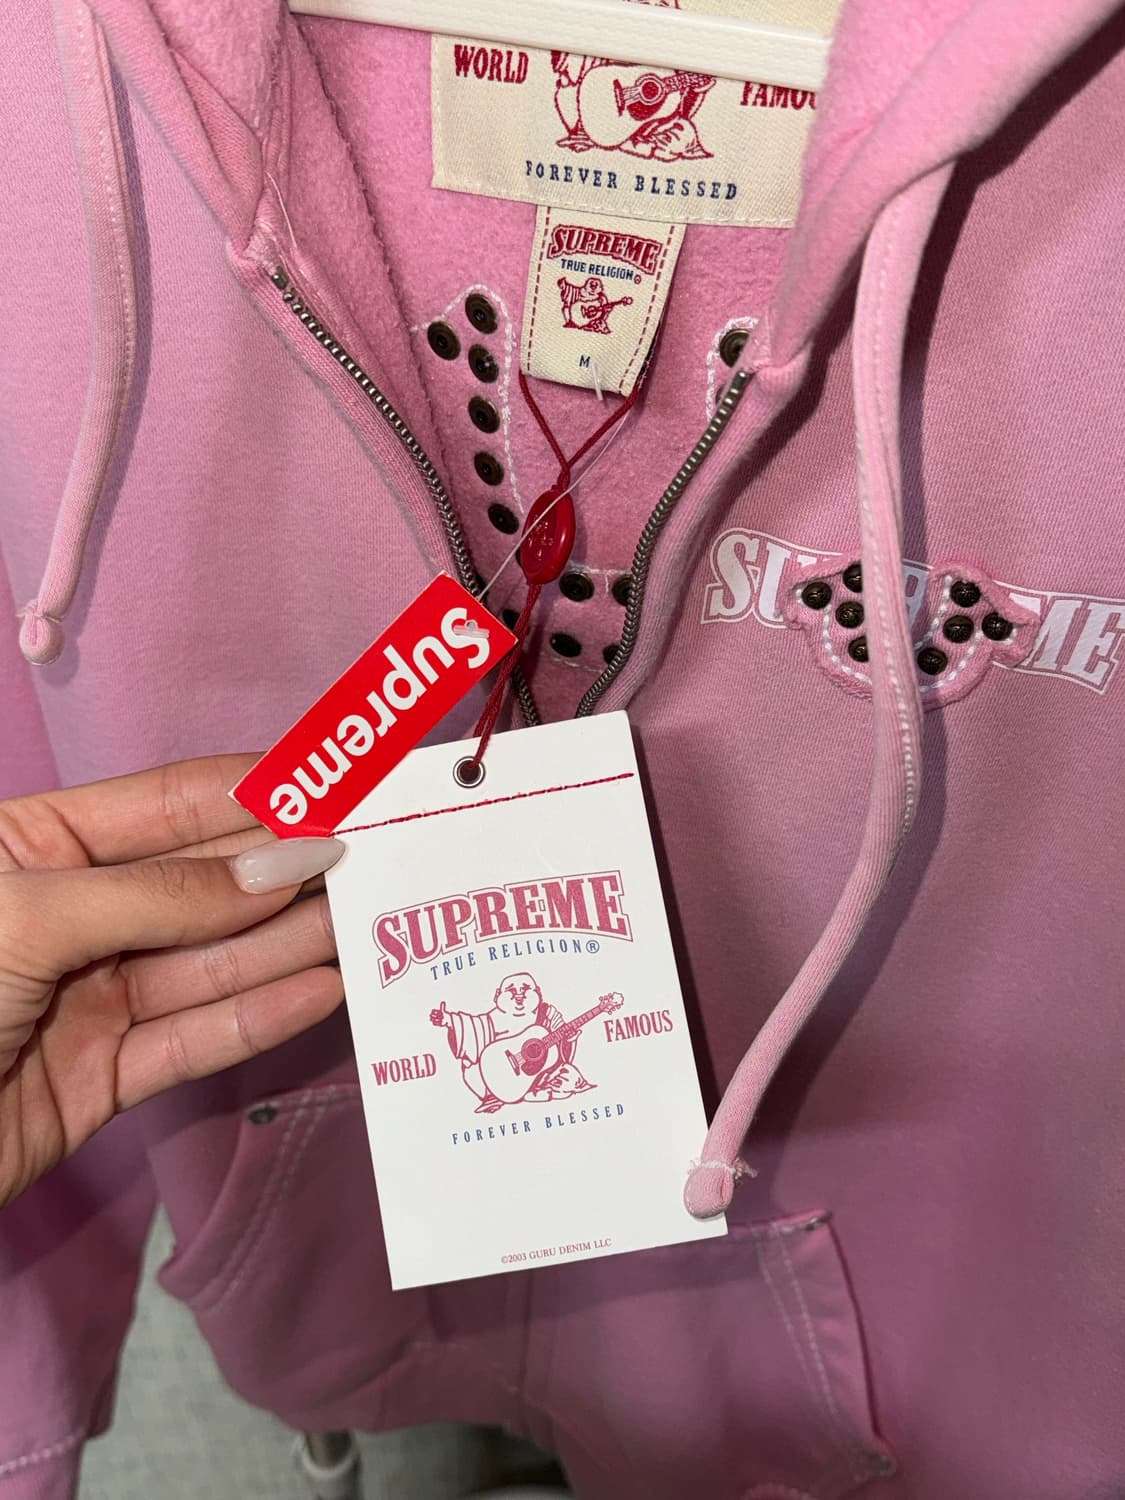 WORLD FAMOUS
FOREVER BLESSED
SUPREME
TRUE RELIGION®
M
SUPREME
Supreme
SUPREME
TRUE RELIGION®
WORLD FAMOUS
FOREVER BLESSED
©2003 GURU DENIM LLC